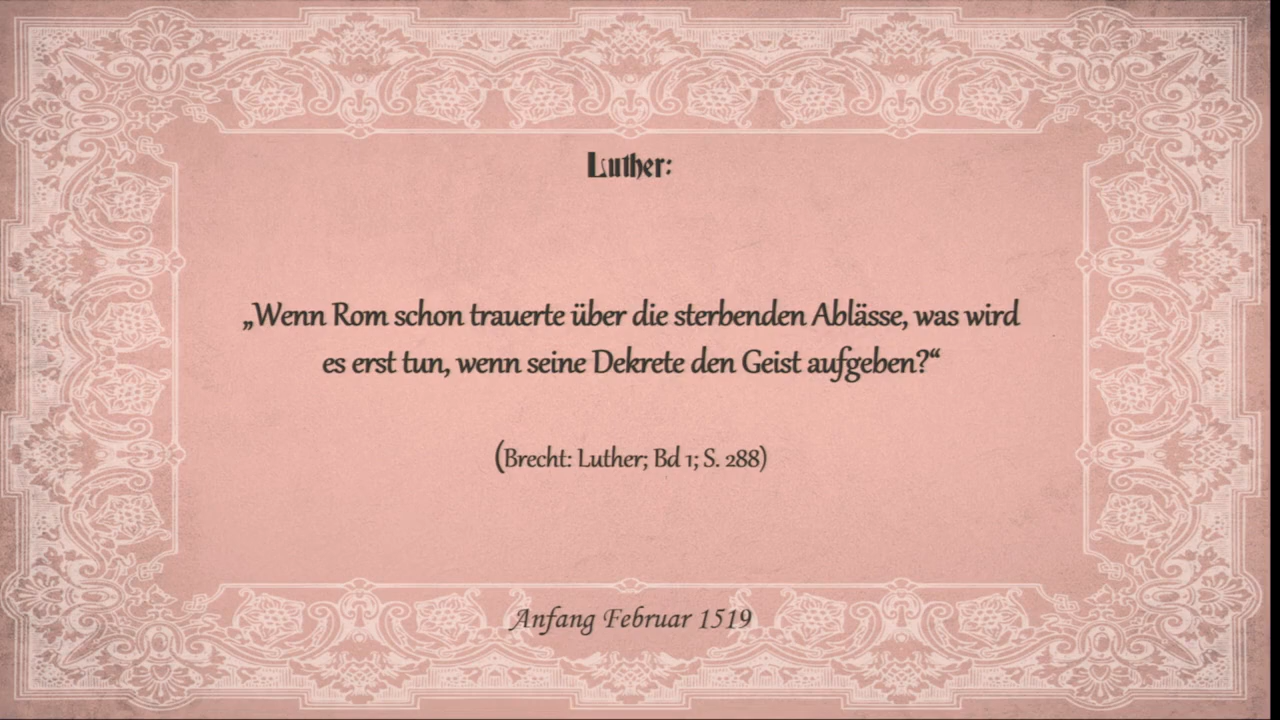 Luther:
„Wenn Rom schon trauerte über die sterbenden Ablässe, was wird
es erst tun, wenn seine Dekrete den Geist aufgeben?“
(Brecht: Luther; Bd 1; S. 288)
Anfang Februar 1519